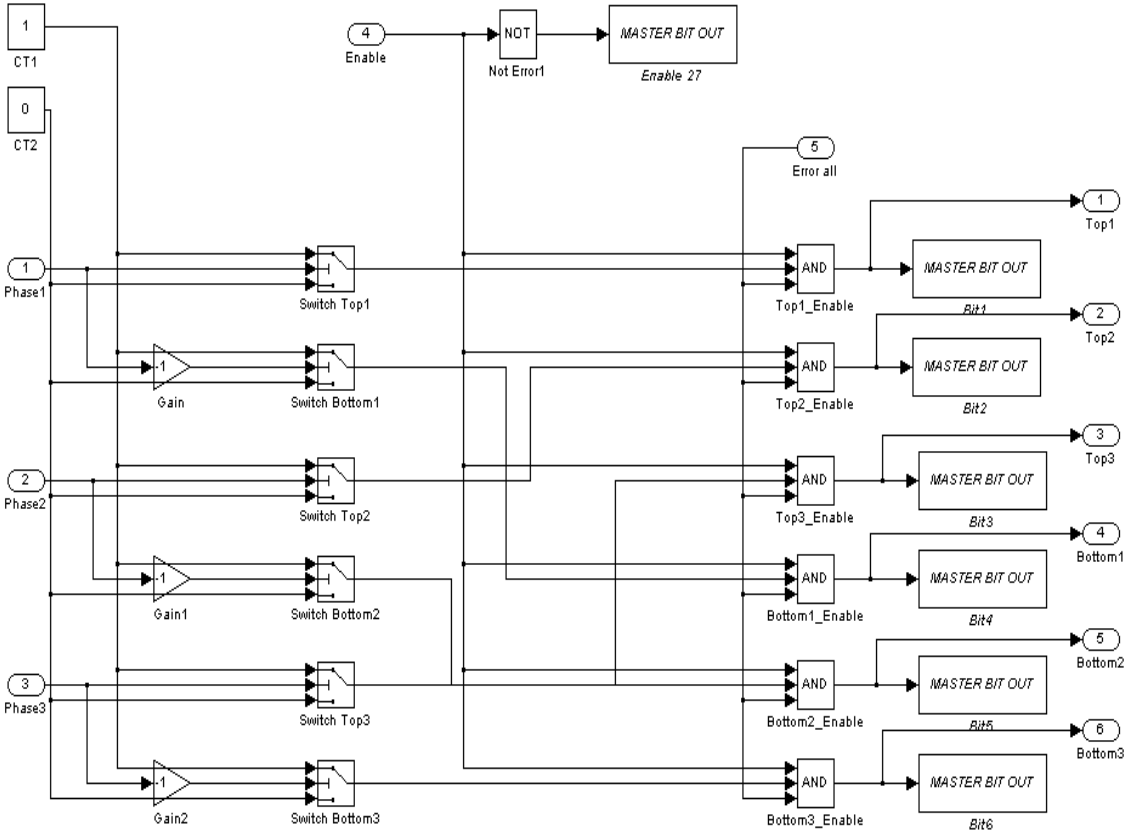 1
CT1
4
Enable
NOT
Not Error1
MASTER BIT OUT
Enable 27
0
CT2
5
Error all
1
Top1
1
Phase1
Switch Top1
AND
Top1_Enable
MASTER BIT OUT
Bit1
2
Top2
-1
Gain
Switch Bottom1
AND
Top2_Enable
MASTER BIT OUT
Bit2
3
Top3
2
Phase2
Switch Top2
AND
Top3_Enable
MASTER BIT OUT
Bit3
4
Bottom1
-1
Gain1
Switch Bottom2
AND
Bottom1_Enable
MASTER BIT OUT
Bit4
5
Bottom2
3
Phase3
Switch Top3
AND
Bottom2_Enable
MASTER BIT OUT
Bit5
6
Bottom3
-1
Gain2
Switch Bottom3
AND
Bottom3_Enable
MASTER BIT OUT
Bit6